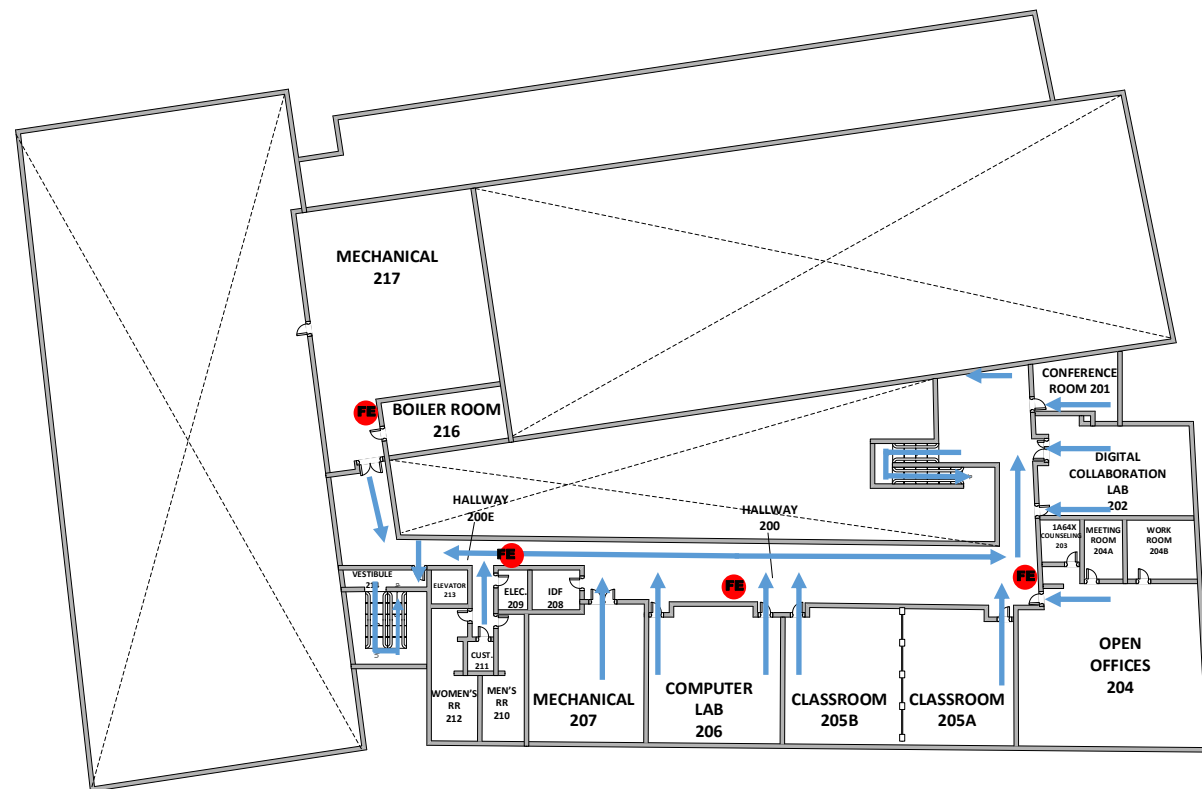 MECHANICAL
217
FE
BOILER ROOM
216
CONFERENCE
ROOM 201
DIGITAL
COLLABORATION
LAB
202
HALLWAY
200E
HALLWAY
200
1A64X
COUNSELING
203
MEETING
ROOM
204A
WORK
ROOM
204B
FE
FE
FE
VESTIBULE
ELEVATOR
213
ELEC.
209
IDF
208
CUST.
211
WOMEN'S
RR
212
MEN'S
RR
210
MECHANICAL
207
COMPUTER
LAB
206
CLASSROOM
205B
CLASSROOM
205A
OPEN
OFFICES
204